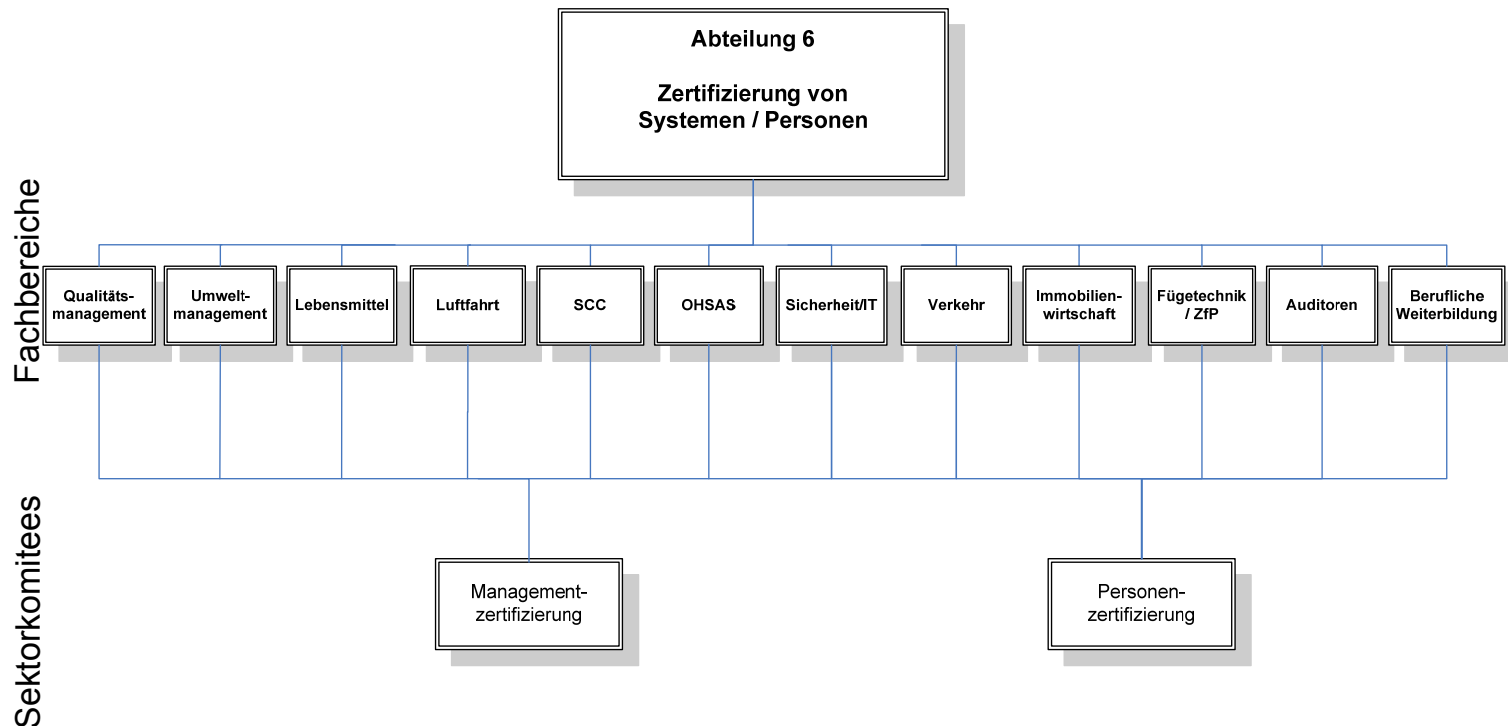 Abteilung 6
Zertifizierung von
Systemen / Personen
Fachbereiche
Qualitäts-
management
Umwelt-
management
Lebensmittel
Luftfahrt
SCC
OHSAS
Sicherheit/IT
Verkehr
Immobilien-
wirtschaft
Fügetechnik
/ ZfP
Auditoren
Berufliche
Weiterbildung
Sektorkomitees
Management-
zertifizierung
Personen-
zertifizierung